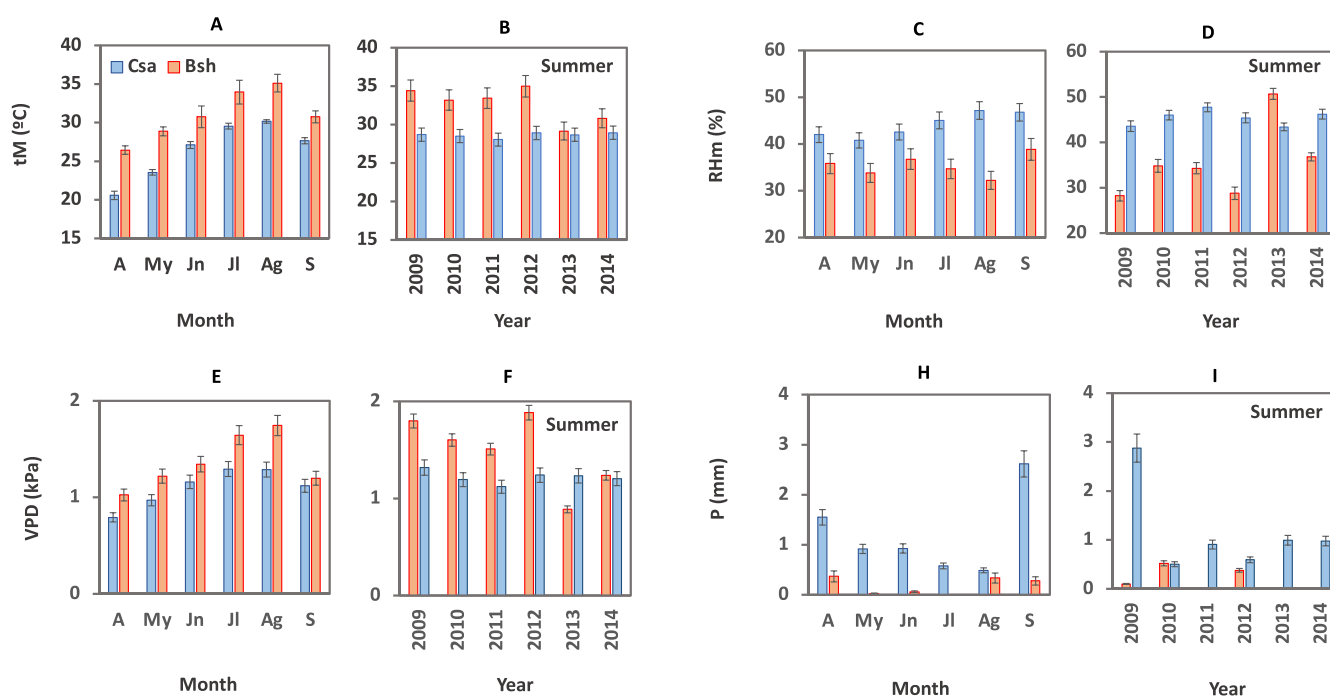 A
tM (ºC)
40
35
30
25
20
15
Csa Bsh
A My Jn Jl Ag S
Month
B
40
35
30
25
20
15
Summer
2009 2010 2011 2012 2013 2014
Year
C
RHm (%)
60
50
40
30
20
A My Jn Jl Ag S
Month
D
60
50
40
30
20
Summer
2009 2010 2011 2012 2013 2014
Year
E
VPD (kPa)
2
1
0
A My Jn Jl Ag S
Month
F
2
1
0
Summer
2009 2010 2011 2012 2013 2014
Year
H
P (mm)
4
3
2
1
0
A My Jn Jl Ag S
Month
I
4
3
2
1
0
Summer
2009 2010 2011 2012 2013 2014
Year